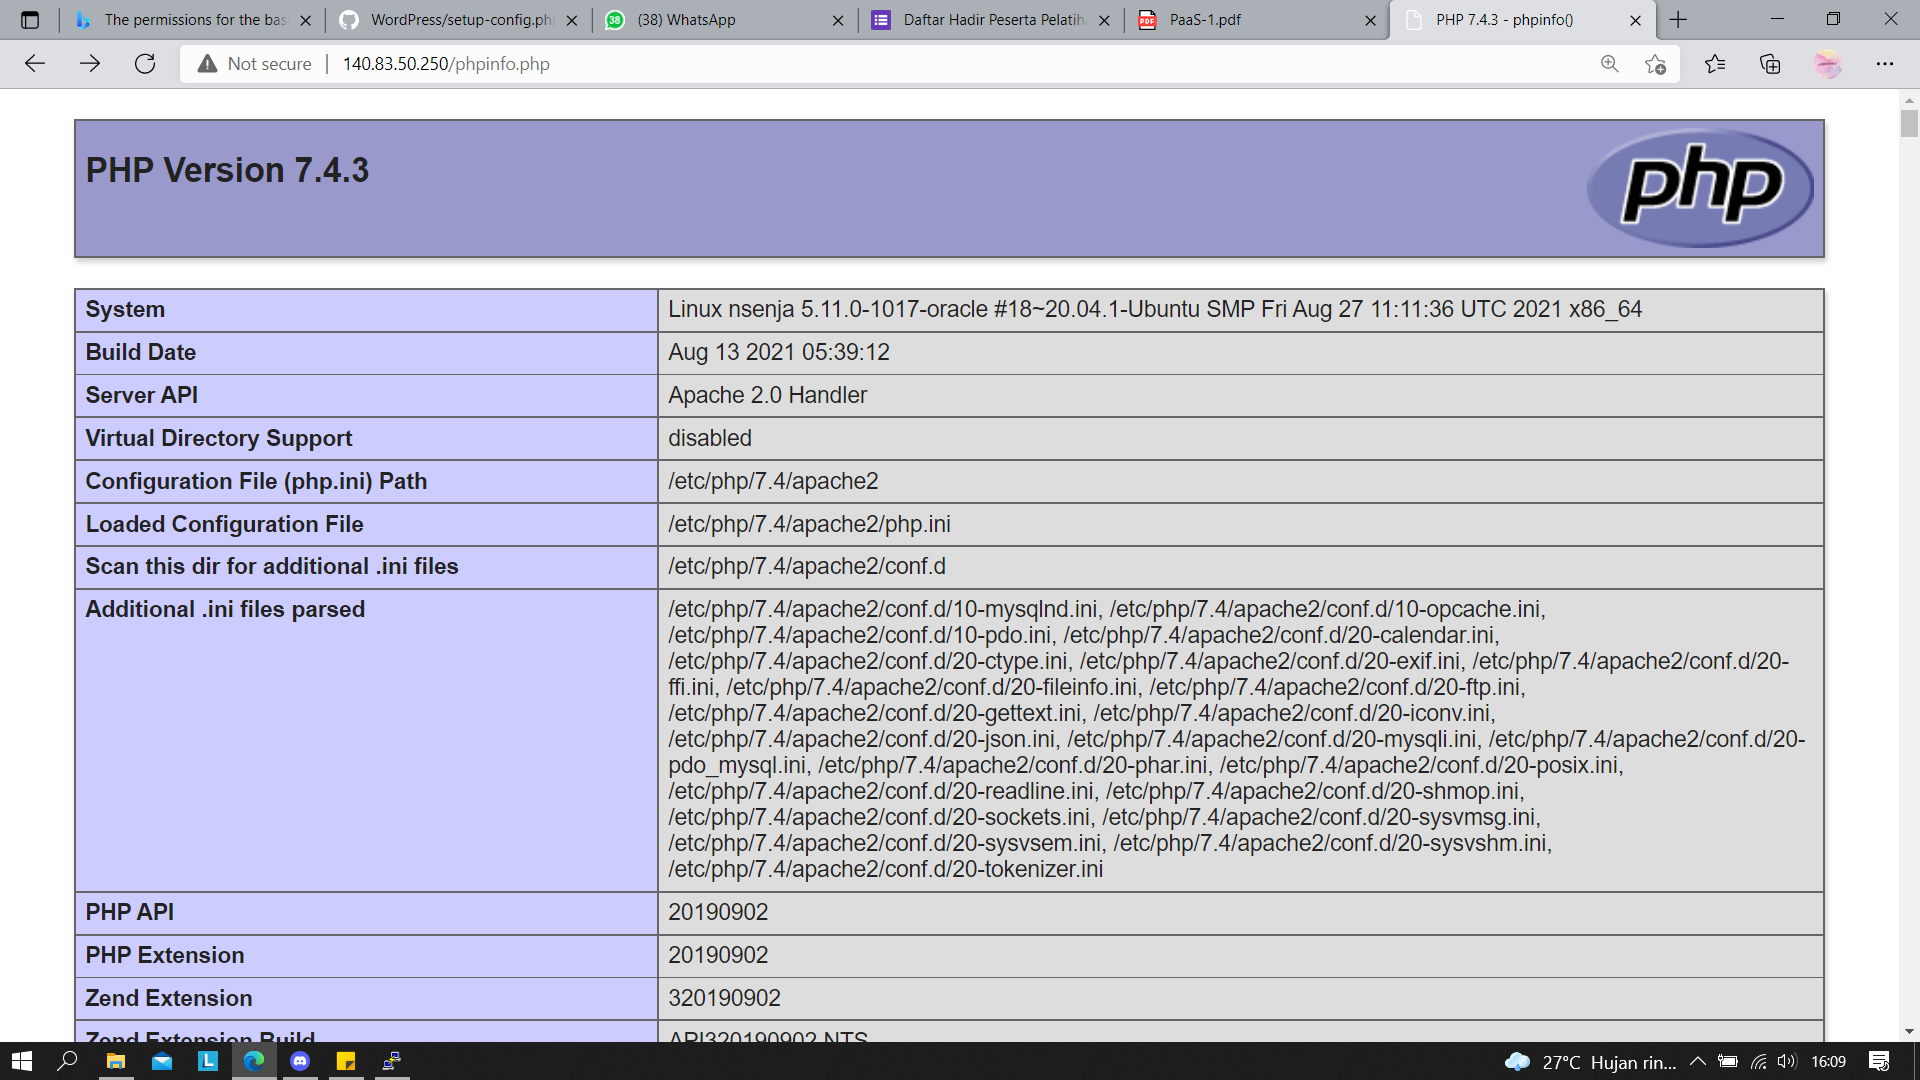 The permissions for the bas
WordPress/setup-config.php
38
(38) WhatsApp
Daftar Hadir Peserta Pelatih
PDF
PaaS-1.pdf
PHP 7.4.3 - phpinfo()
Not secure
140.83.50.250/phpinfo.php
PHP Version 7.4.3
php
System
Linux nsenja 5.11.0-1017-oracle #18~20.04.1-Ubuntu SMP Fri Aug 27 11:11:36 UTC 2021 x86_64
Build Date
Aug 13 2021 05:39:12
Server API
Apache 2.0 Handler
Virtual Directory Support
disabled
Configuration File (php.ini) Path
/etc/php/7.4/apache2
Loaded Configuration File
/etc/php/7.4/apache2/php.ini
Scan this dir for additional .ini files
/etc/php/7.4/apache2/conf.d
Additional .ini files parsed
/etc/php/7.4/apache2/conf.d/10-mysqlnd.ini, /etc/php/7.4/apache2/conf.d/10-opcache.ini,
/etc/php/7.4/apache2/conf.d/10-pdo.ini, /etc/php/7.4/apache2/conf.d/20-calendar.ini,
/etc/php/7.4/apache2/conf.d/20-ctype.ini, /etc/php/7.4/apache2/conf.d/20-exif.ini, /etc/php/7.4/apache2/conf.d/20-
ffi.ini, /etc/php/7.4/apache2/conf.d/20-fileinfo.ini, /etc/php/7.4/apache2/conf.d/20-ftp.ini,
/etc/php/7.4/apache2/conf.d/20-gettext.ini, /etc/php/7.4/apache2/conf.d/20-iconv.ini,
/etc/php/7.4/apache2/conf.d/20-json.ini, /etc/php/7.4/apache2/conf.d/20-mysqli.ini, /etc/php/7.4/apache2/conf.d/20-
pdo_mysql.ini, /etc/php/7.4/apache2/conf.d/20-phar.ini, /etc/php/7.4/apache2/conf.d/20-posix.ini,
/etc/php/7.4/apache2/conf.d/20-readline.ini, /etc/php/7.4/apache2/conf.d/20-shmop.ini,
/etc/php/7.4/apache2/conf.d/20-sockets.ini, /etc/php/7.4/apache2/conf.d/20-sysvmsg.ini,
/etc/php/7.4/apache2/conf.d/20-sysvsem.ini, /etc/php/7.4/apache2/conf.d/20-sysvshm.ini,
/etc/php/7.4/apache2/conf.d/20-tokenizer.ini
PHP API
20190902
PHP Extension
20190902
Zend Extension
320190902
Zend Extension Build
API320190902,NTS
L
27°C Hujan rin...
16:09